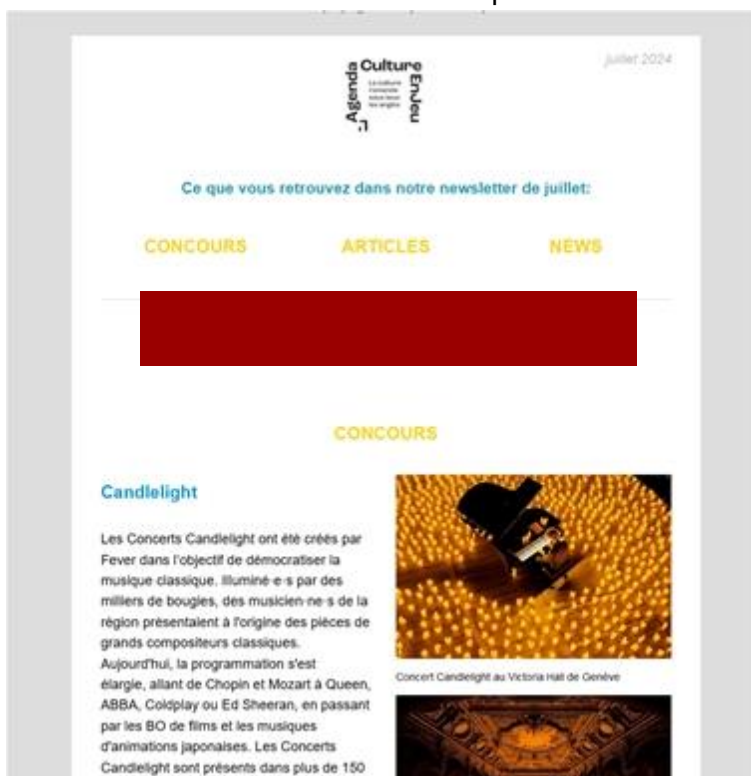 juillet 2024
Agenda
Culture
EnJeu
Ce que vous retrouvez dans notre newsletter de juillet:
CONCOURS ARTICLES NEWS
CONCOURS
Candlelight
Les Concerts Candlelight ont été créés par
Fever dans l'objectif de démocratiser la
musique classique. Illuminé·e·s par des
milliers de bougies, des musicien·ne·s de la
région présentaient à l'origine des pièces de
grands compositeurs classiques.
Aujourd'hui, la programmation s'est
élargie, allant de Chopin et Mozart à Queen,
ABBA, Coldplay ou Ed Sheeran, en passant
par les BO de films et les musiques
d'animations japonaises. Les Concerts
Candlelight sont présents dans plus de 150
Concert Candlelight au Victoria Hall de Genève